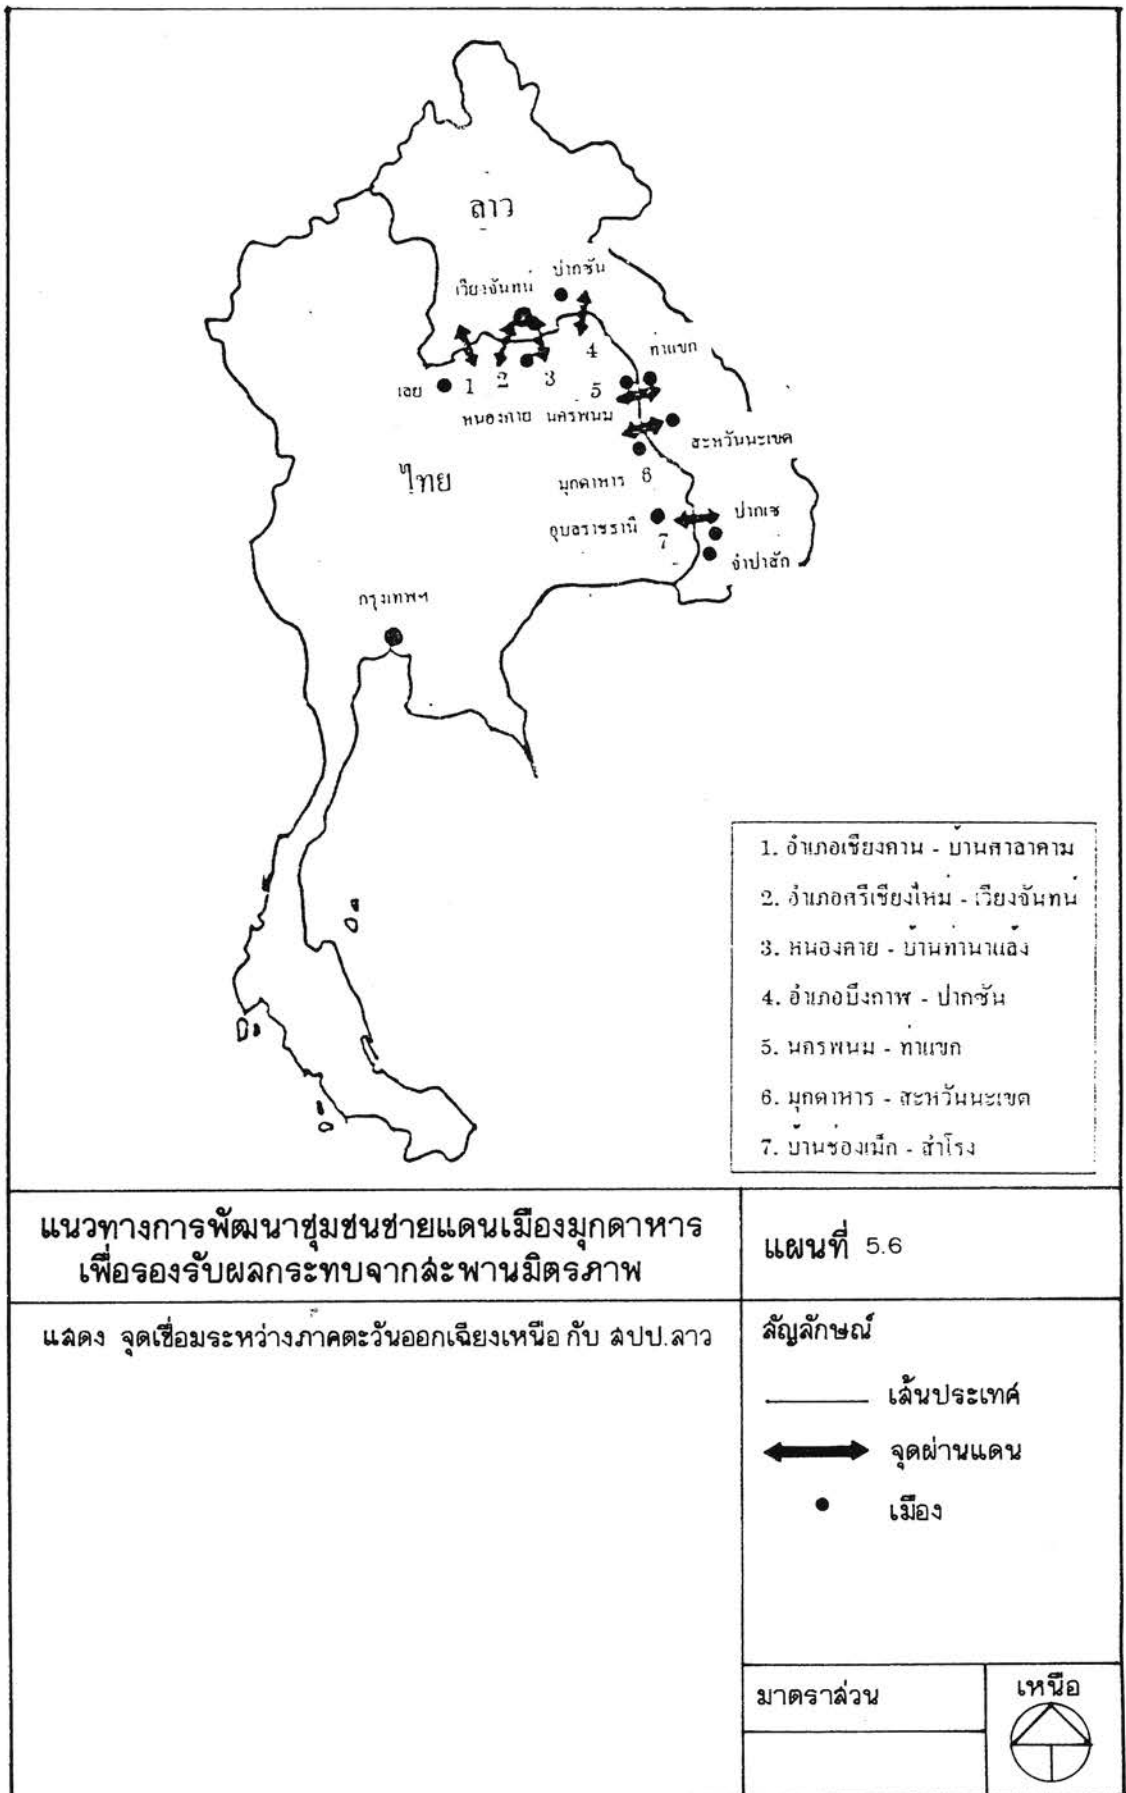 ลาว
ปากซัน
เวียงจันทน์
4
ท่าแขก
เลย
1
2
3
5
หนองคาย
นครพนม
สะหวันนะเขต
ไทย
มุกดาหาร
6
ปากเซ
อุบลราชธานี
7
จำปาสัก
กรุงเทพฯ
1. อำเภอเชียงคาน - บ้านศาลาคาม
2. อำเภอศรีเชียงใหม่ - เวียงจันทน์
3. หนองคาย - บ้านท่านาแล้ง
4. อำเภอบึงกาฬ - ปากซัน
5. นครพนม - ท่าแขก
6. มุกดาหาร - สะหวันนะเขต
7. บ้านช่องเม็ก - สำโรง
แนวทางการพัฒนาชุมชนชายแดนเมืองมุกดาหาร
เพื่อรองรับผลกระทบจากสะพานมิตรภาพ
แผนที่ 5.6
แสดง จุดเชื่อมระหว่างภาคตะวันออกเฉียงเหนือ กับ สปป.ลาว
สัญลักษณ์
เส้นประเทศ
จุดผ่านแดน
เมือง
มาตราส่วน
เหนือ